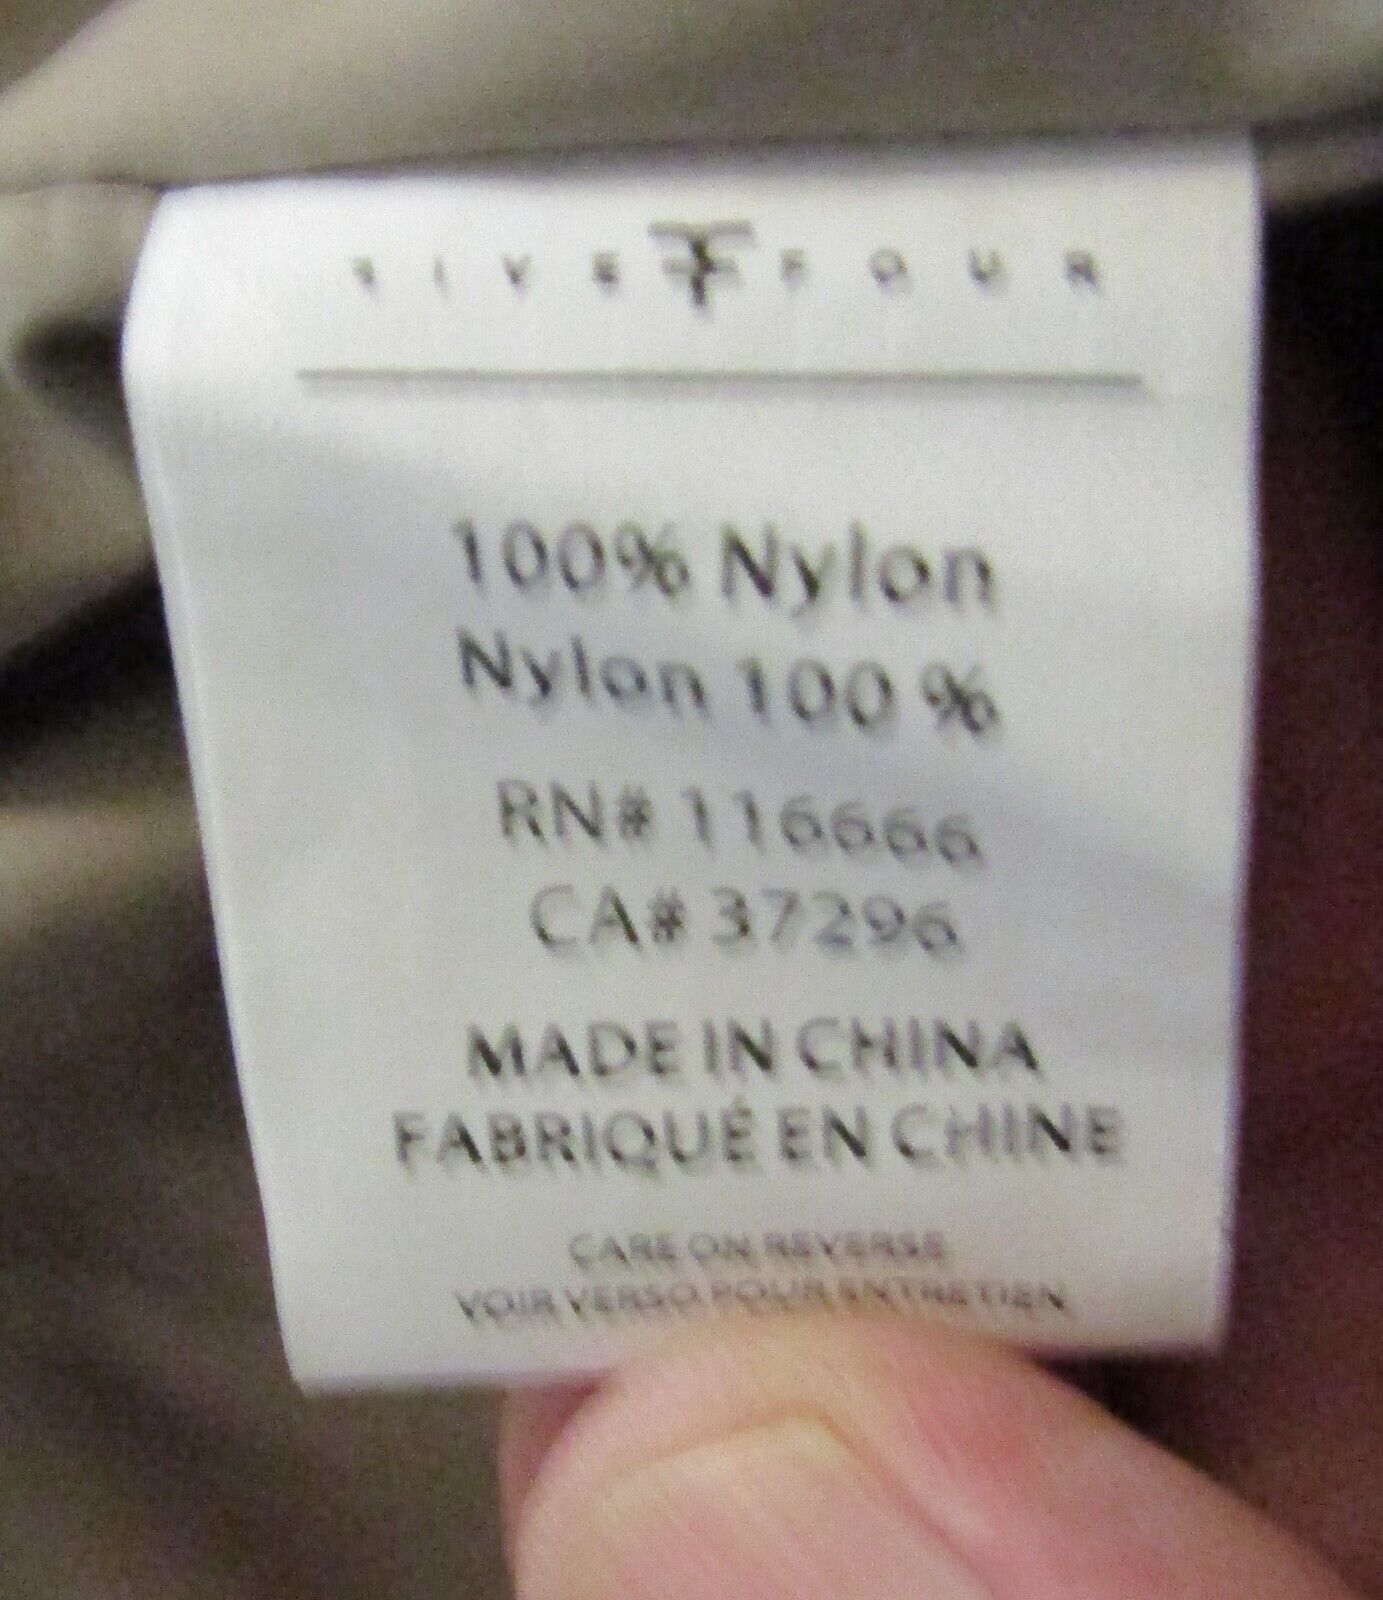 FIVE FOUR
100% Nylon
Nylon 100 %
RN# 116666
CA# 37296
MADE IN CHINA
FABRIQUÉ EN CHINE
CARE ON REVERSE
VOIR VERSO POUR ENTRETIEN